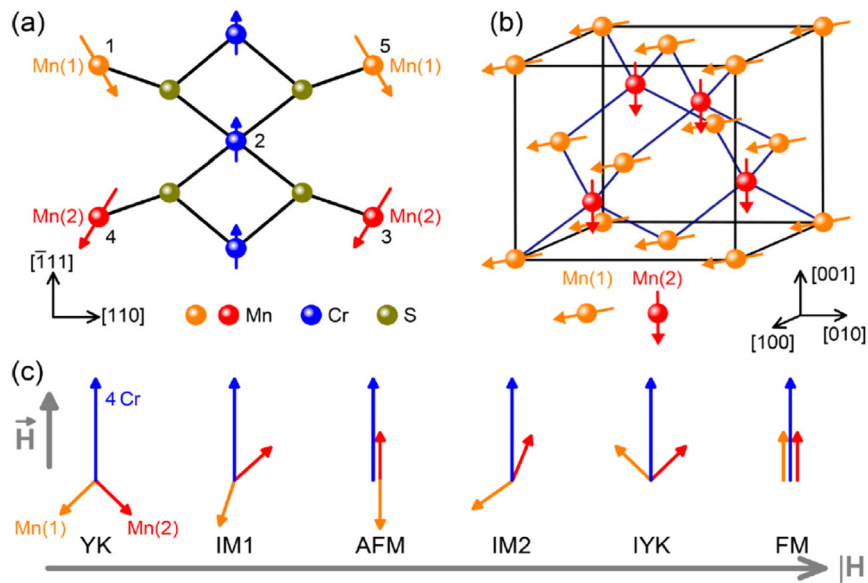 (a)
1
5
Mn(1)
Mn(1)
2
Mn(2)
Mn(2)
4
3
[1̅11]
[110]
Mn
Cr
S
(b)
Mn(1)
Mn(2)
[001]
[100]
[010]
(c)
H⃗
4 Cr
Mn(1)
Mn(2)
YK
IM1
AFM
IM2
IYK
FM
|H